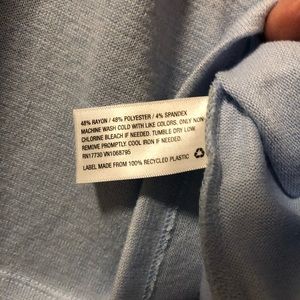 48% RAYON / 48% POLYESTER / 4% SPANDEX
MACHINE WASH COLD WITH LIKE COLORS. ONLY NON-
CHLORINE BLEACH IF NEEDED. TUMBLE DRY LOW.
REMOVE PROMPTLY. COOL IRON IF NEEDED.
RN17730 VN1068795
LABEL MADE FROM 100% RECYCLED PLASTIC